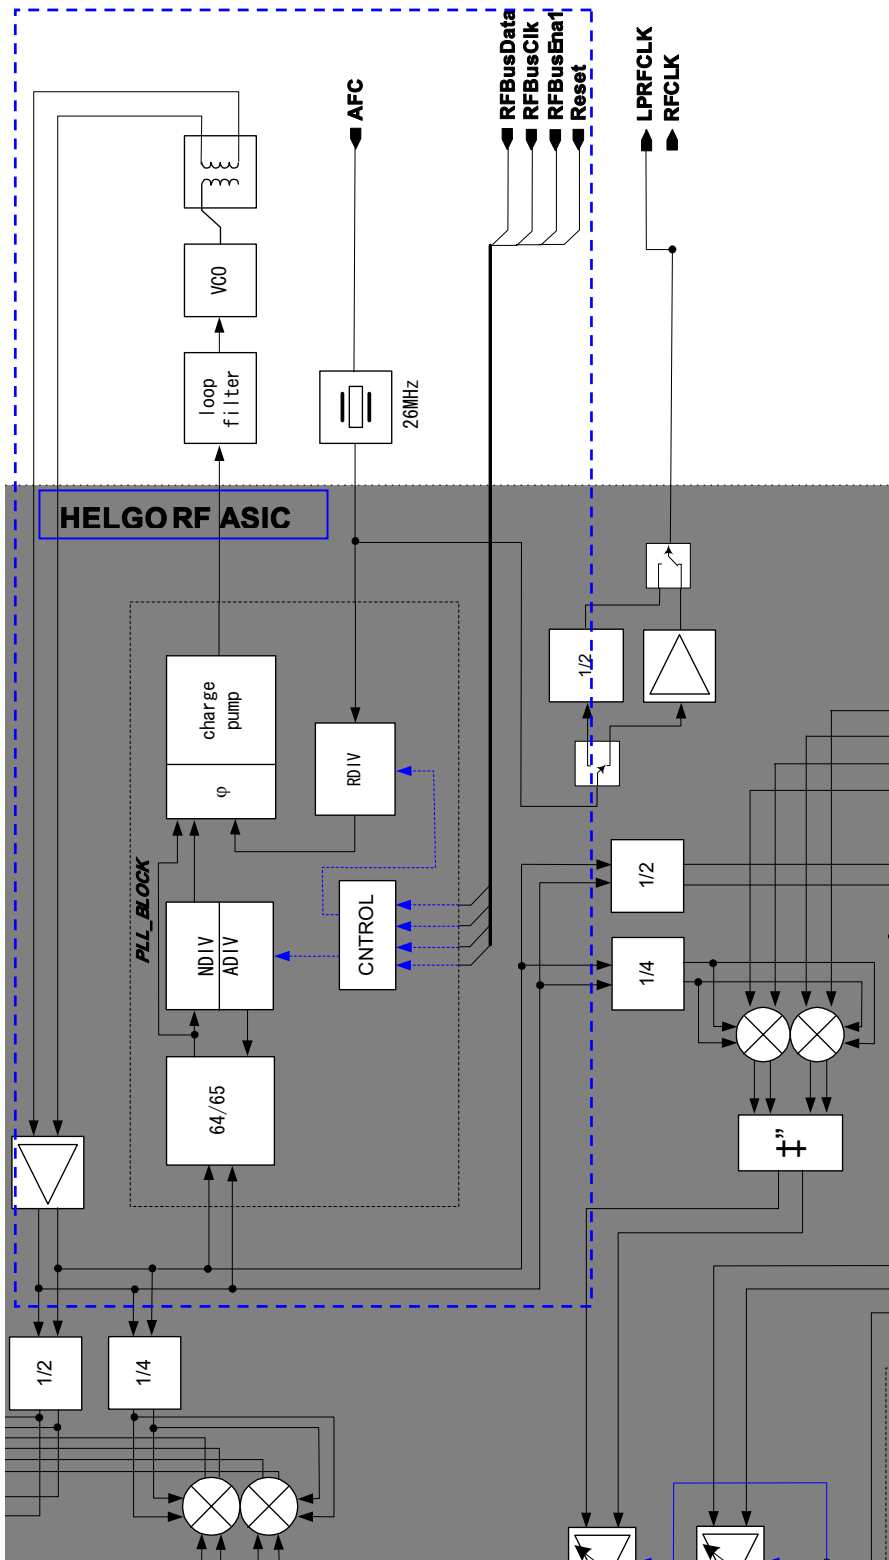 RFBusData
RFBusClk
RFBusEna1
Reset
LPRFCLK
RFCLK
AFC
VCO
loop
filter
26MHz
HELGO RF ASIC
charge
pump
φ
1/2
RDIV
PLL_BLOCK
NDIV
ADIV
CNTROL
1/2
1/4
64/65
1/2
1/4